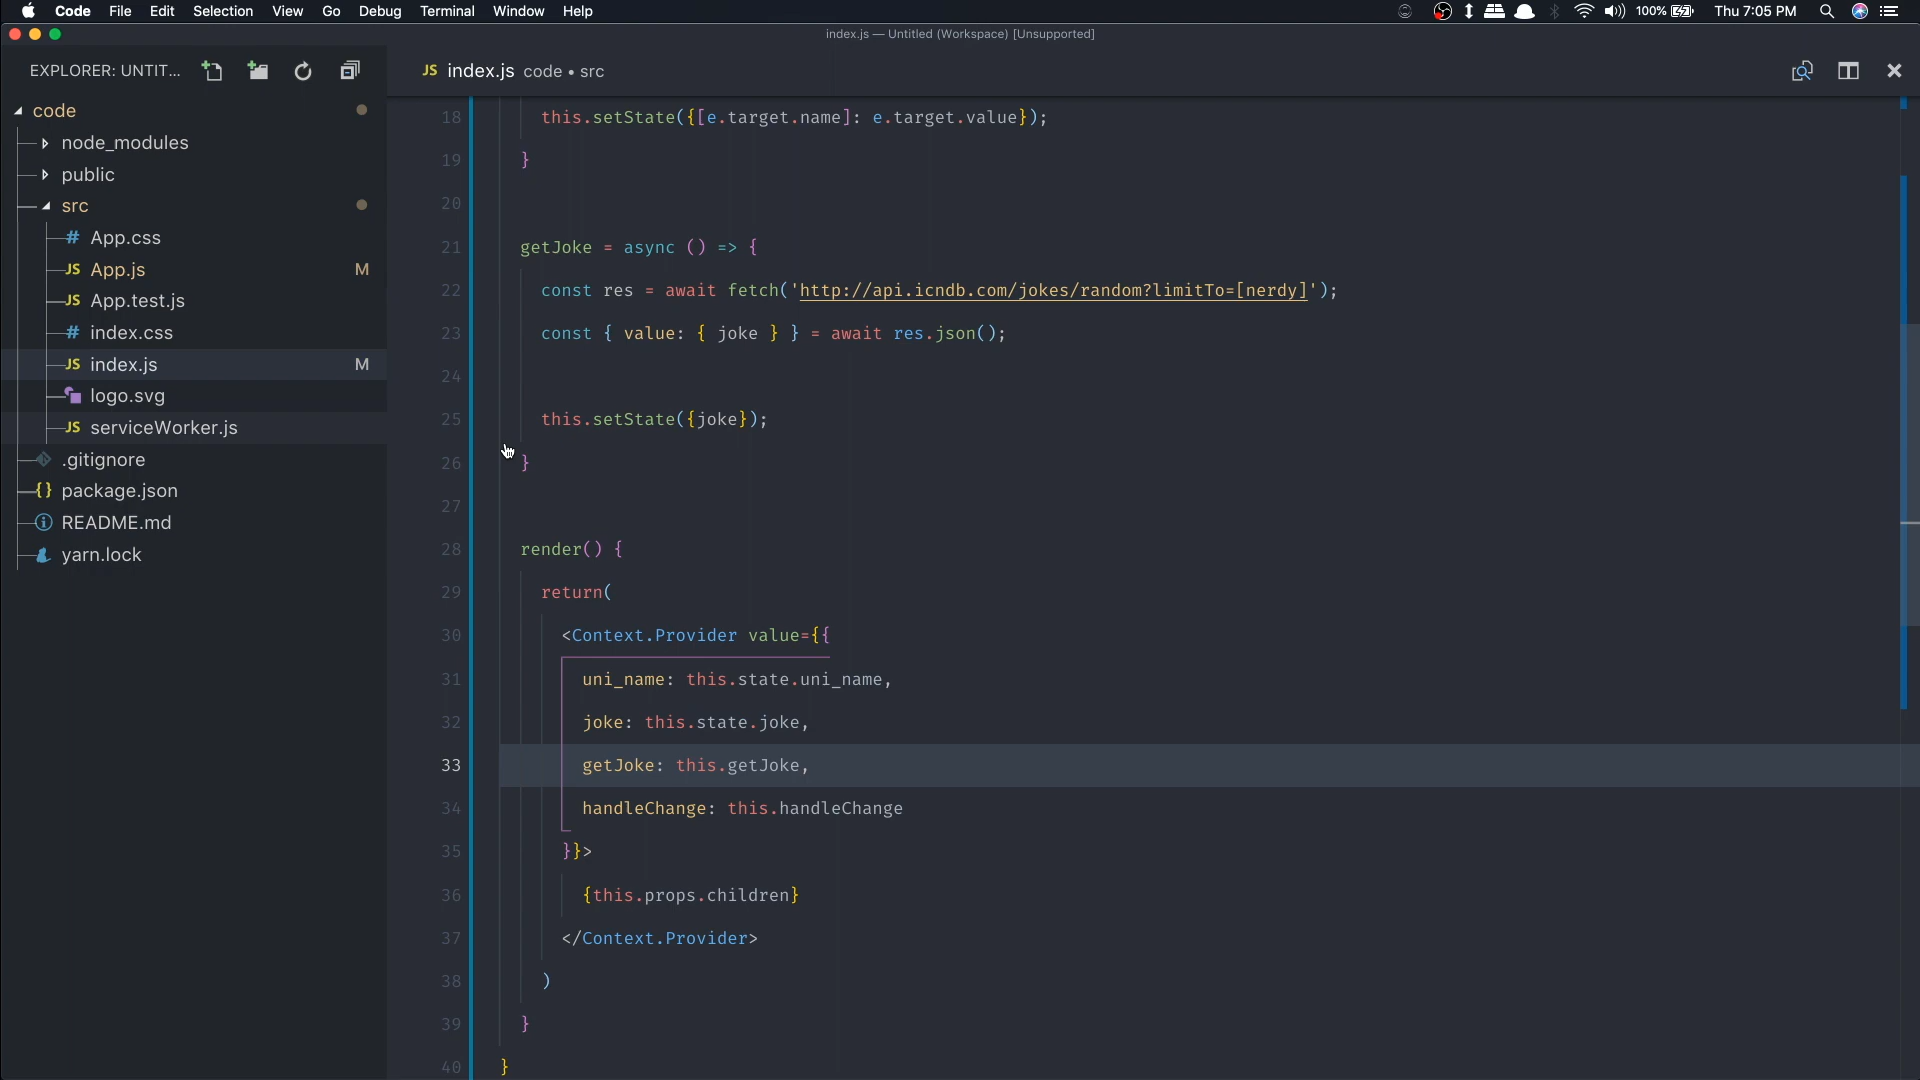 Code File Edit Selection View Go Debug Terminal Window Help 100% Thu 7:05 PM
index.js — Untitled (Workspace) [Unsupported]
EXPLORER: UNTIT...
JS index.js code • src
code
node_modules
public
src
# App.css
JS App.js M
JS App.test.js
# index.css
JS index.js M
logo.svg
JS serviceWorker.js
.gitignore
{} package.json
README.md
yarn.lock
18 this.setState({[e.target.name]: e.target.value});
19 }
20
21 getJoke = async () => {
22 const res = await fetch('http://api.icndb.com/jokes/random?limitTo=[nerdy]');
23 const { value: { joke } } = await res.json();
24
25 this.setState({joke});
26 }
27
28 render() {
29 return(
30 <Context.Provider value={{
31 uni_name: this.state.uni_name,
32 joke: this.state.joke,
33 getJoke: this.getJoke,
34 handleChange: this.handleChange
35 }}>
36 {this.props.children}
37 </Context.Provider>
38 )
39 }
40 }